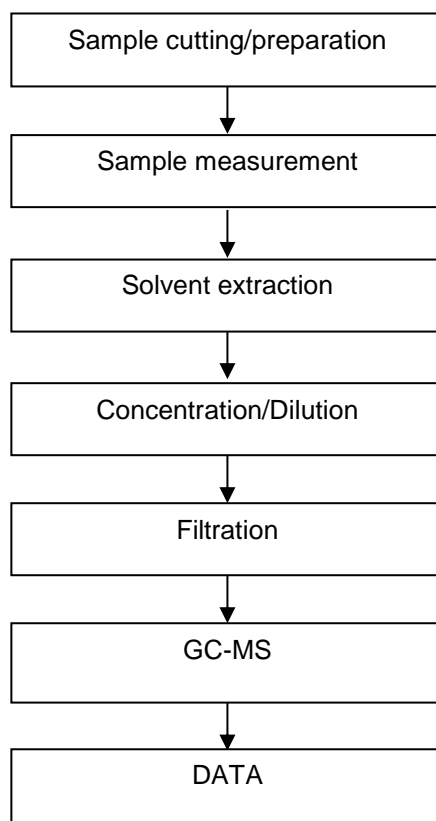 Sample cutting/preparation
Sample measurement
Solvent extraction
Concentration/Dilution
Filtration
GC-MS
DATA